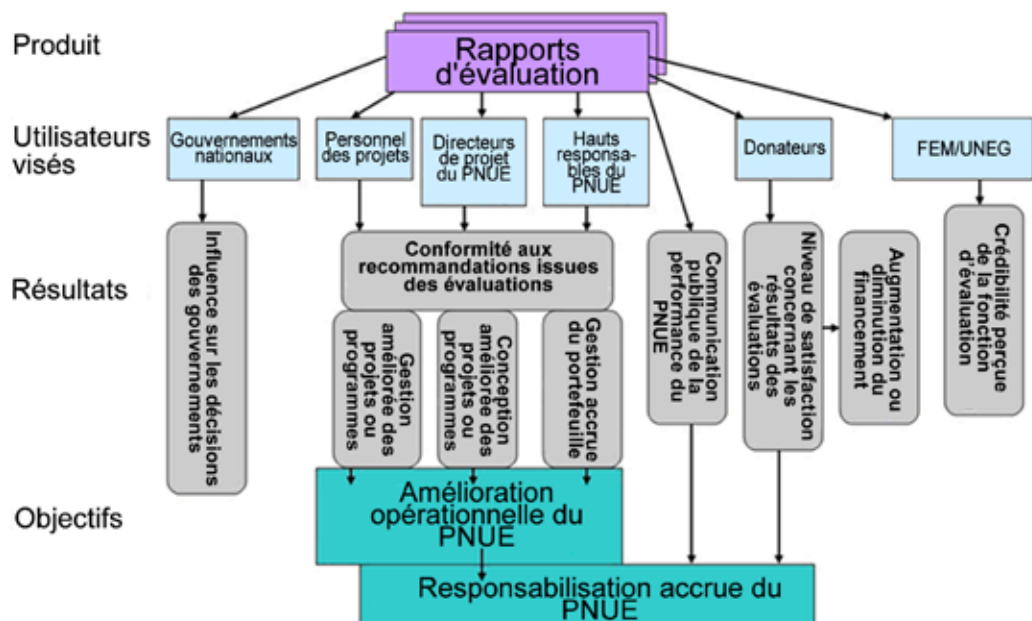 Produit
Rapports
d'évaluation
Utilisateurs
visés
Gouvernements
nationaux
Personnel
des projets
Directeurs
de projet
du PNUE
Hauts
responsa-
bles du
PNUE
Donateurs
FEM/UNEG
Résultats
Influence sur les décisions
des gouvernements
Conformité aux
recommandations issues
des évaluations
Gestion
améliorée des
projets ou
programmes
Conception
améliorée des
projets ou
programmes
Gestion accrue
du portefeuille
Communication
publique de la
performance du
PNUE
Niveau de satisfaction
concernant les
résultats des
évaluations
Augmentation ou
diminution du
financement
Crédibilité perçue
de la fonction
d'évaluation
Objectifs
Amélioration
opérationnelle du
PNUE
Responsabilisation accrue du
PNUE